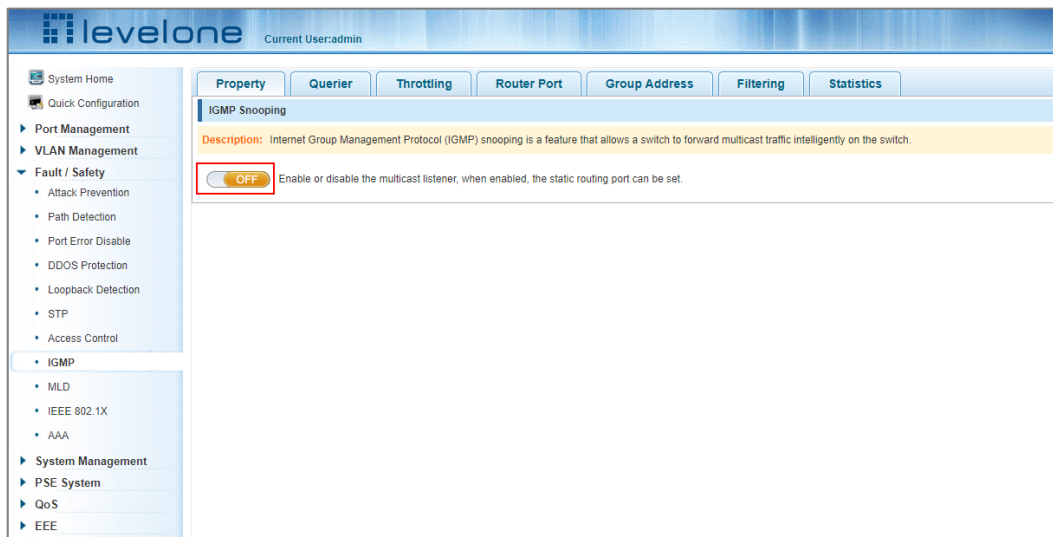 levelone Current User:admin
System Home
Quick Configuration
Port Management
VLAN Management
Fault / Safety
Attack Prevention
Path Detection
Port Error Disable
DDOS Protection
Loopback Detection
STP
Access Control
IGMP
MLD
IEEE 802.1X
AAA
System Management
PSE System
QoS
EEE
Property Querier Throttling Router Port Group Address Filtering Statistics
IGMP Snooping
Description: Internet Group Management Protocol (IGMP) snooping is a feature that allows a switch to forward multicast traffic intelligently on the switch.
OFF Enable or disable the multicast listener, when enabled, the static routing port can be set.